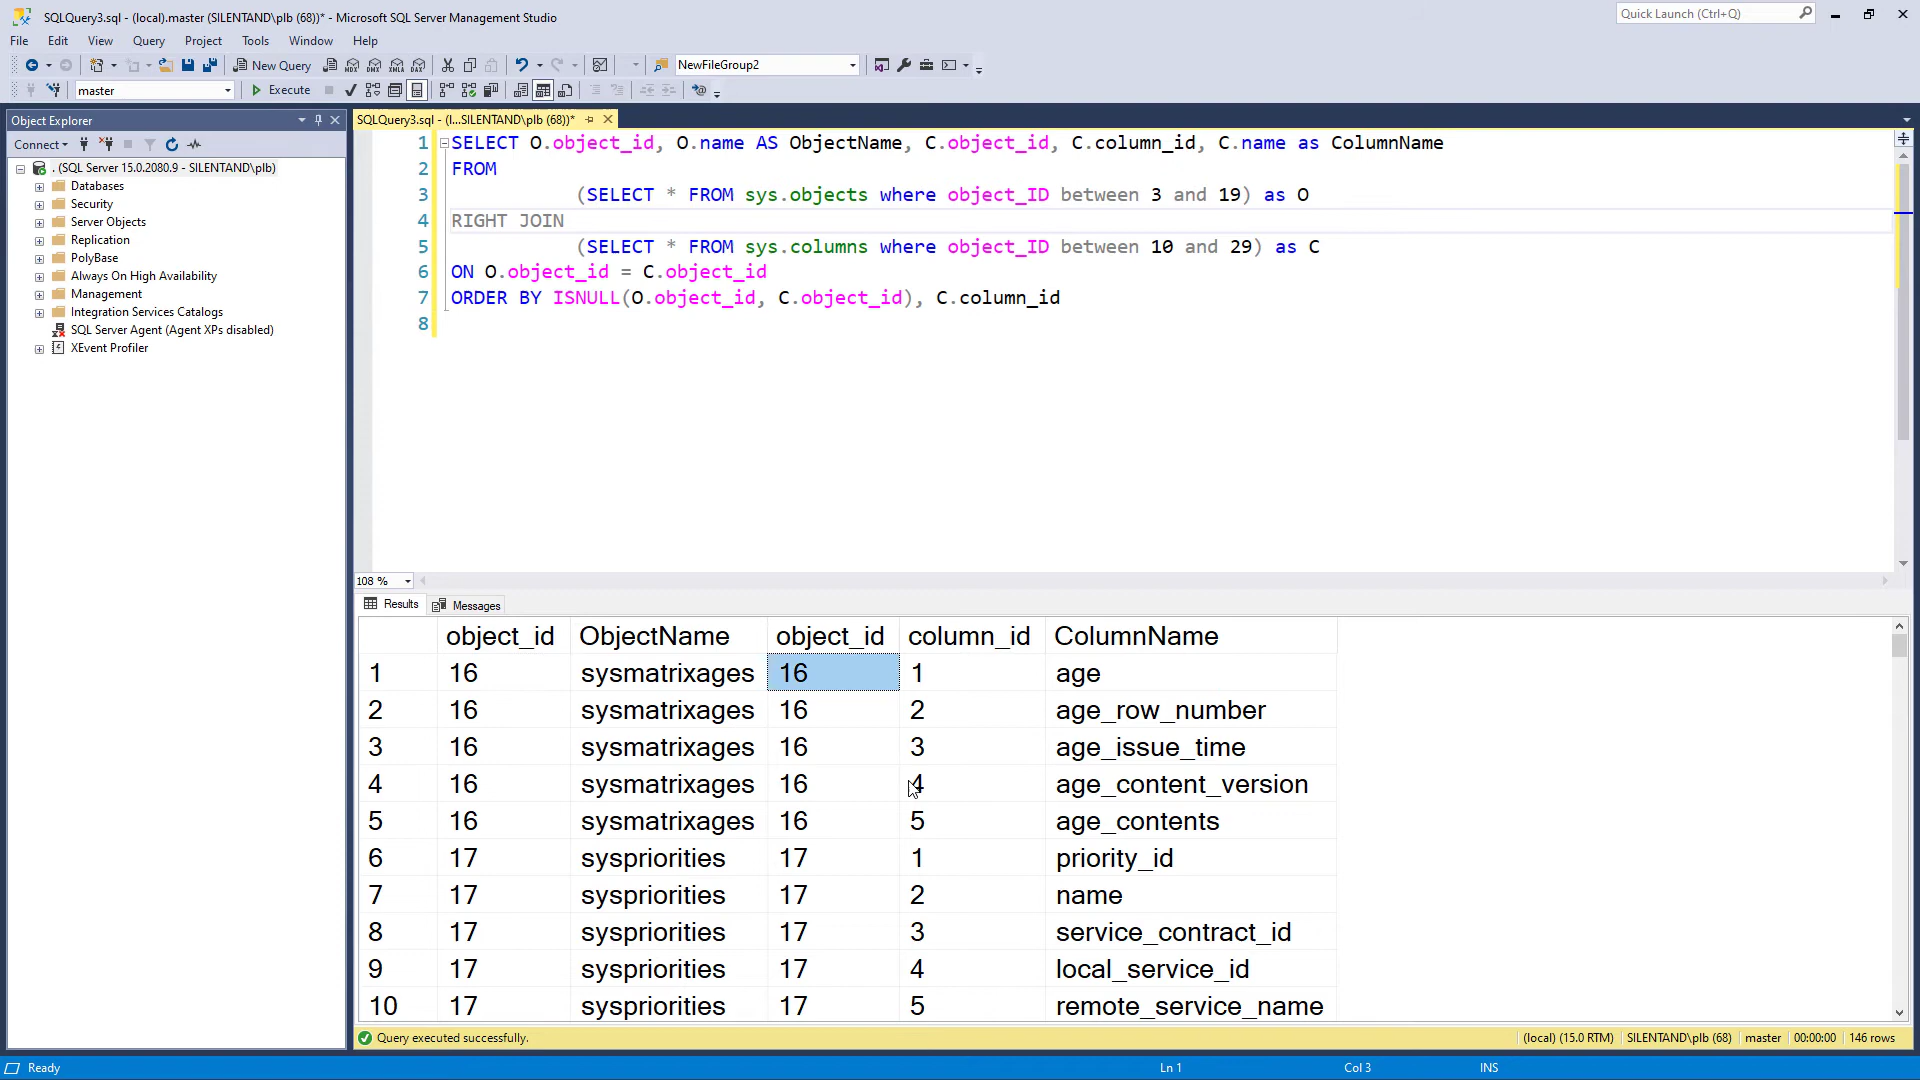 SQLQuery3.sql - (local).master (SILENTAND\plb (68))* - Microsoft SQL Server Management Studio
Quick Launch (Ctrl+Q)
File Edit View Query Project Tools Window Help
New Query
MDX DMX XMLA DAX
NewFileGroup2
master
Execute
Object Explorer
Connect
. (SQL Server 15.0.2080.9 - SILENTAND\plb)
Databases
Security
Server Objects
Replication
PolyBase
Always On High Availability
Management
Integration Services Catalogs
SQL Server Agent (Agent XPs disabled)
XEvent Profiler
SQLQuery3.sql - (l...SILENTAND\plb (68))*
1 SELECT O.object_id, O.name AS ObjectName, C.object_id, C.column_id, C.name as ColumnName
2 FROM
3 (SELECT * FROM sys.objects where object_ID between 3 and 19) as O
4 RIGHT JOIN
5 (SELECT * FROM sys.columns where object_ID between 10 and 29) as C
6 ON O.object_id = C.object_id
7 ORDER BY ISNULL(O.object_id, C.object_id), C.column_id
8
108 %
Results Messages
object_id ObjectName object_id column_id ColumnName
1 16 sysmatrixages 16 1 age
2 16 sysmatrixages 16 2 age_row_number
3 16 sysmatrixages 16 3 age_issue_time
4 16 sysmatrixages 16 4 age_content_version
5 16 sysmatrixages 16 5 age_contents
6 17 syspriorities 17 1 priority_id
7 17 syspriorities 17 2 name
8 17 syspriorities 17 3 service_contract_id
9 17 syspriorities 17 4 local_service_id
10 17 syspriorities 17 5 remote_service_name
Query executed successfully.
(local) (15.0 RTM) SILENTAND\plb (68) master 00:00:00 146 rows
Ready
Ln 1 Col 3 INS